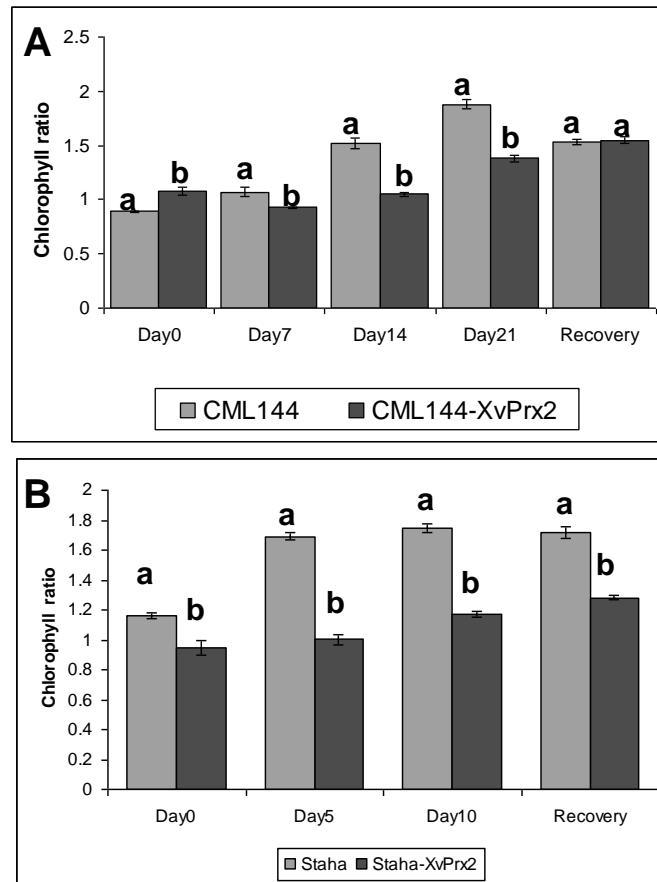 A
Chlorophyll ratio
2.5
2
1.5
1
0.5
0
a b a b a b a b a a
Day0 Day7 Day14 Day21 Recovery
CML144 CML144-XvPrx2
B
Chlorophyll ratio
2
1.8
1.6
1.4
1.2
1
0.8
0.6
0.4
0.2
0
a b a b a b a b
Day0 Day5 Day10 Recovery
Staha Staha-XvPrx2